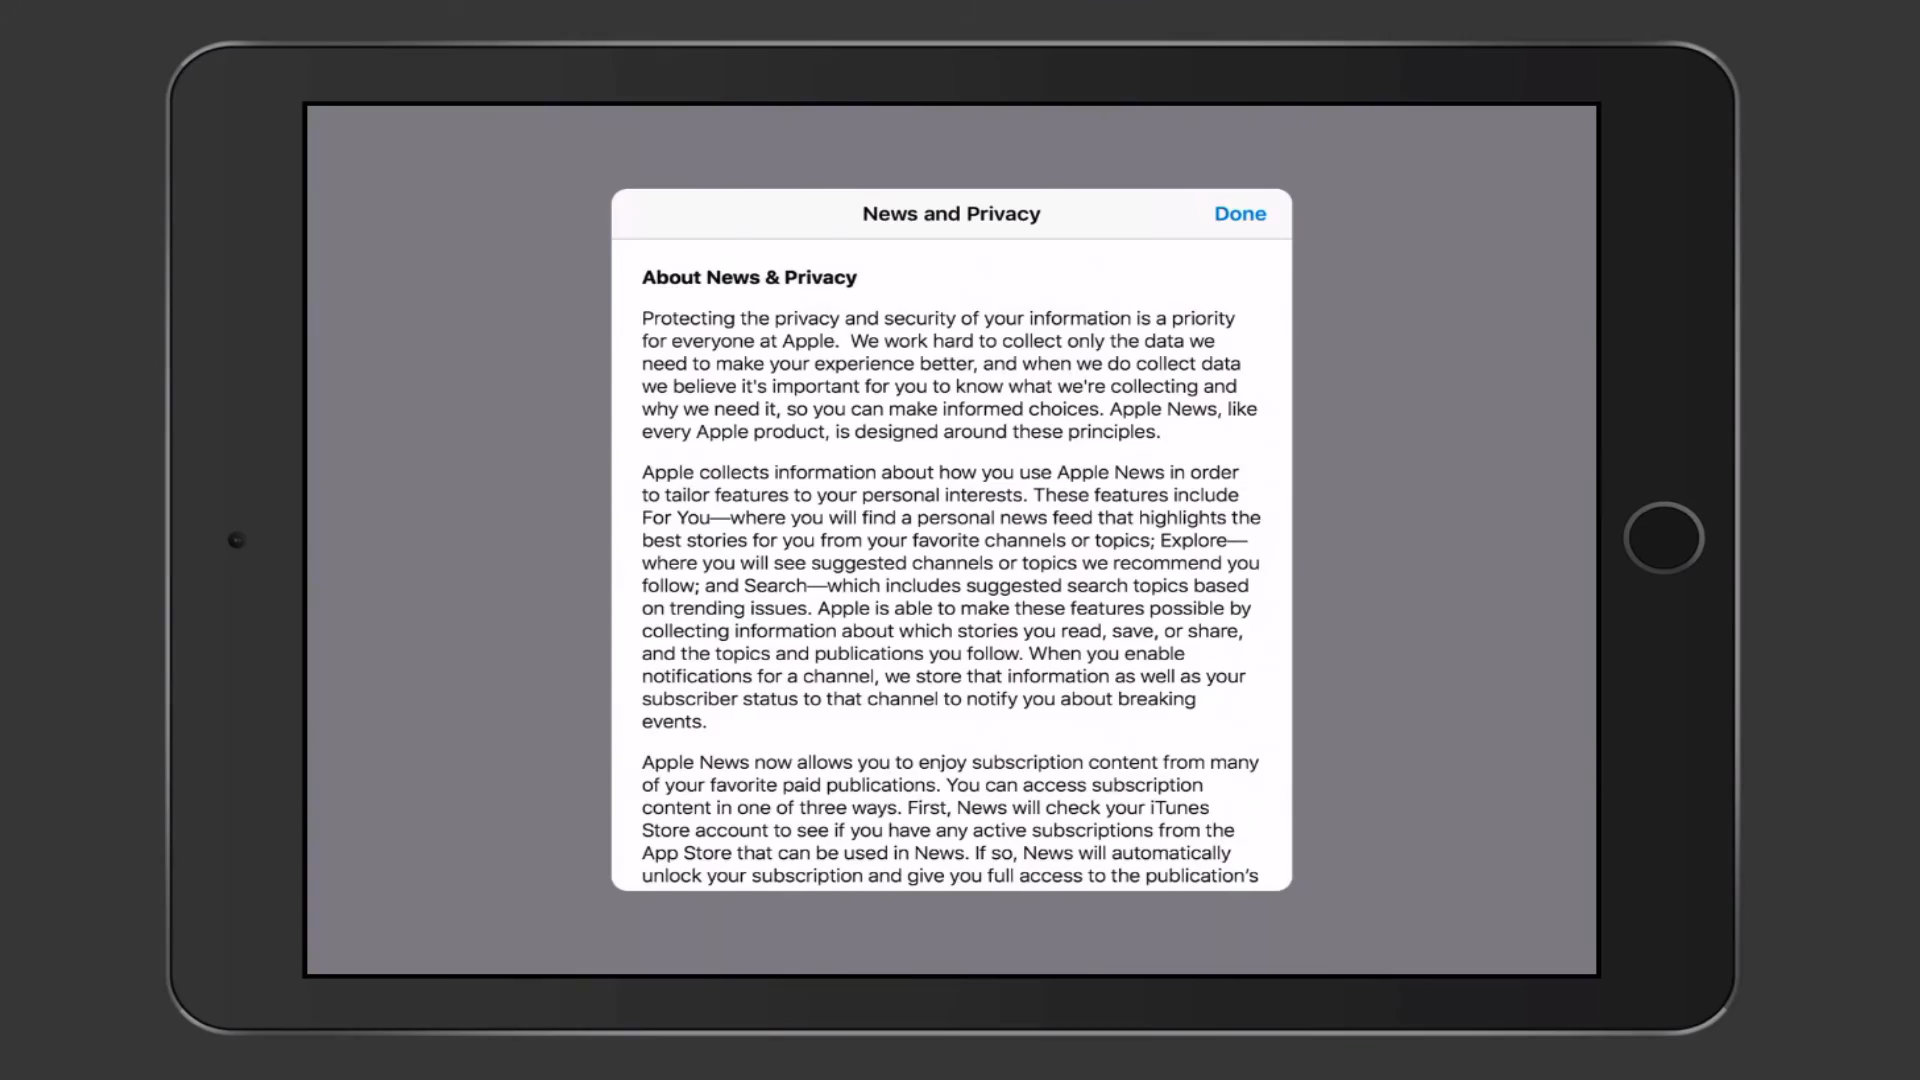 News and Privacy
Done
About News & Privacy
Protecting the privacy and security of your information is a priority
for everyone at Apple.  We work hard to collect only the data we
need to make your experience better, and when we do collect data
we believe it's important for you to know what we're collecting and
why we need it, so you can make informed choices. Apple News, like
every Apple product, is designed around these principles.
Apple collects information about how you use Apple News in order
to tailor features to your personal interests. These features include
For You—where you will find a personal news feed that highlights the
best stories for you from your favorite channels or topics; Explore—
where you will see suggested channels or topics we recommend you
follow; and Search—which includes suggested search topics based
on trending issues. Apple is able to make these features possible by
collecting information about which stories you read, save, or share,
and the topics and publications you follow. When you enable
notifications for a channel, we store that information as well as your
subscriber status to that channel to notify you about breaking
events.
Apple News now allows you to enjoy subscription content from many
of your favorite paid publications. You can access subscription
content in one of three ways. First, News will check your iTunes
Store account to see if you have any active subscriptions from the
App Store that can be used in News. If so, News will automatically
unlock your subscription and give you full access to the publication’s